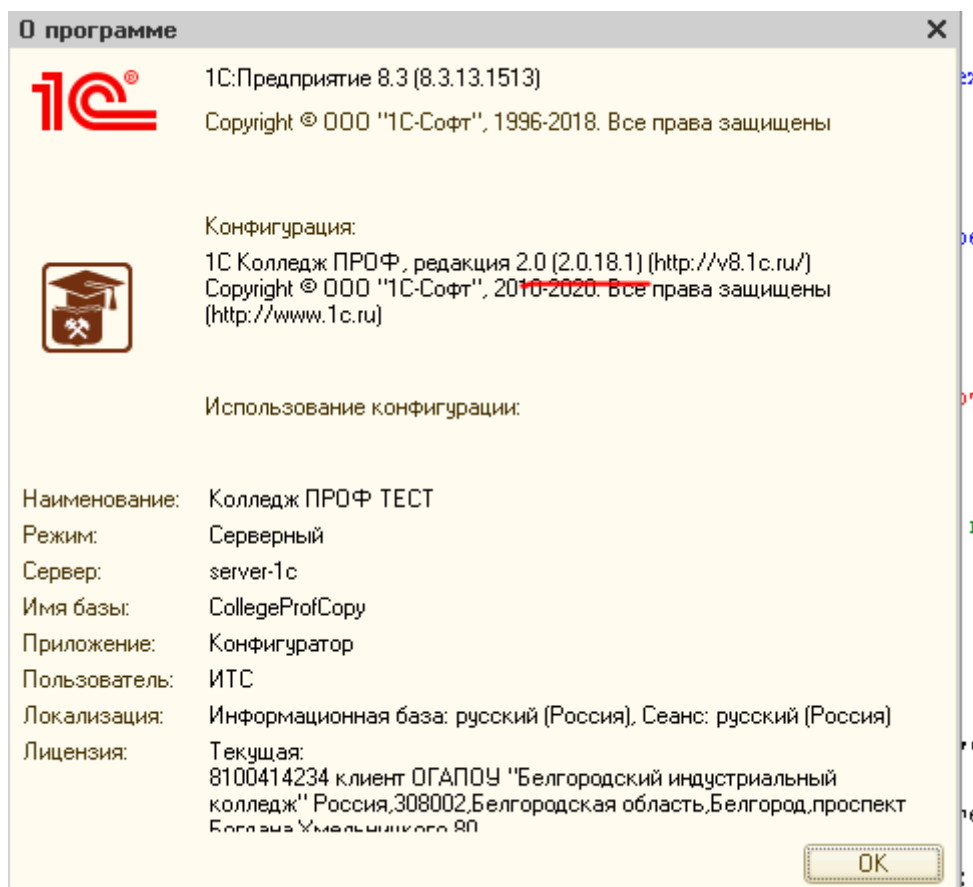 О программе
1С®
1С:Предприятие 8.3 (8.3.13.1513)
Copyright © ООО "1С-Софт", 1996-2018. Все права защищены
Конфигурация:
1С Колледж ПРОФ, редакция 2.0 (2.0.18.1) (http://v8.1c.ru/)
Copyright © ООО "1С-Софт", 2010-2020. Все права защищены
(http://www.1c.ru)
Использование конфигурации:
Наименование: Колледж ПРОФ ТЕСТ
Режим: Серверный
Сервер: server-1c
Имя базы: CollegeProfCopy
Приложение: Конфигуратор
Пользователь: ИТС
Локализация: Информационная база: русский (Россия), Сеанс: русский (Россия)
Лицензия: Текущая:
8100414234 клиент ОГАПОУ "Белгородский индустриальный
колледж" Россия,308002,Белгородская область,Белгород,проспект
Богдана Хмельницкого 80
OK